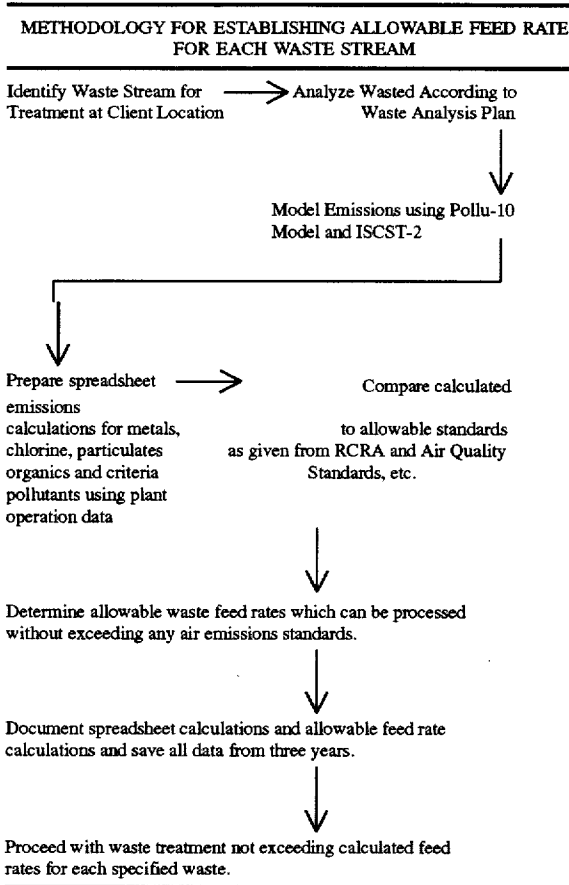 METHODOLOGY FOR ESTABLISHING ALLOWABLE FEED RATE
FOR EACH WASTE STREAM
Identify Waste Stream for
Treatment at Client Location
Analyze Wasted According to
Waste Analysis Plan
Model Emissions using Pollu-10
Model and ISCST-2
Prepare spreadsheet
emissions
calculations for metals,
chlorine, particulates
organics and criteria
pollutants using plant
operation data
Compare calculated
to allowable standards
as given from RCRA and Air Quality
Standards, etc.
Determine allowable waste feed rates which can be processed
without exceeding any air emissions standards.
Document spreadsheet calculations and allowable feed rate
calculations and save all data from three years.
Proceed with waste treatment not exceeding calculated feed
rates for each specified waste.